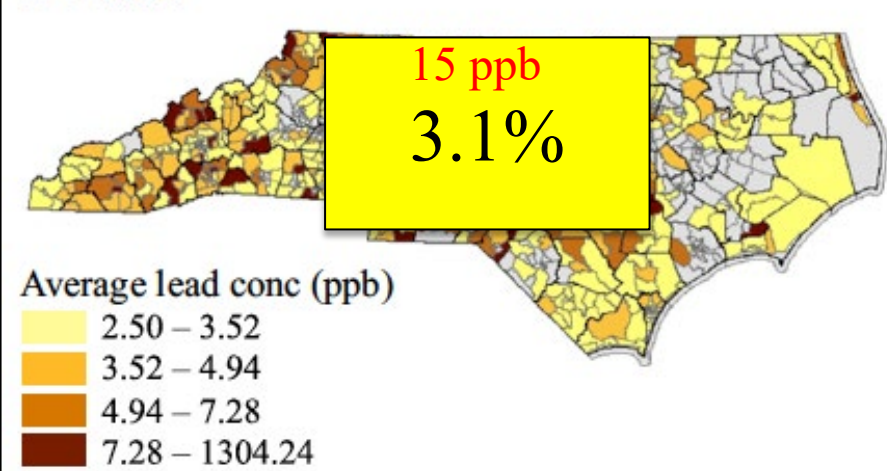 15 ppb
3.1%
Average lead conc (ppb)
2.50 – 3.52
3.52 – 4.94
4.94 – 7.28
7.28 – 1304.24